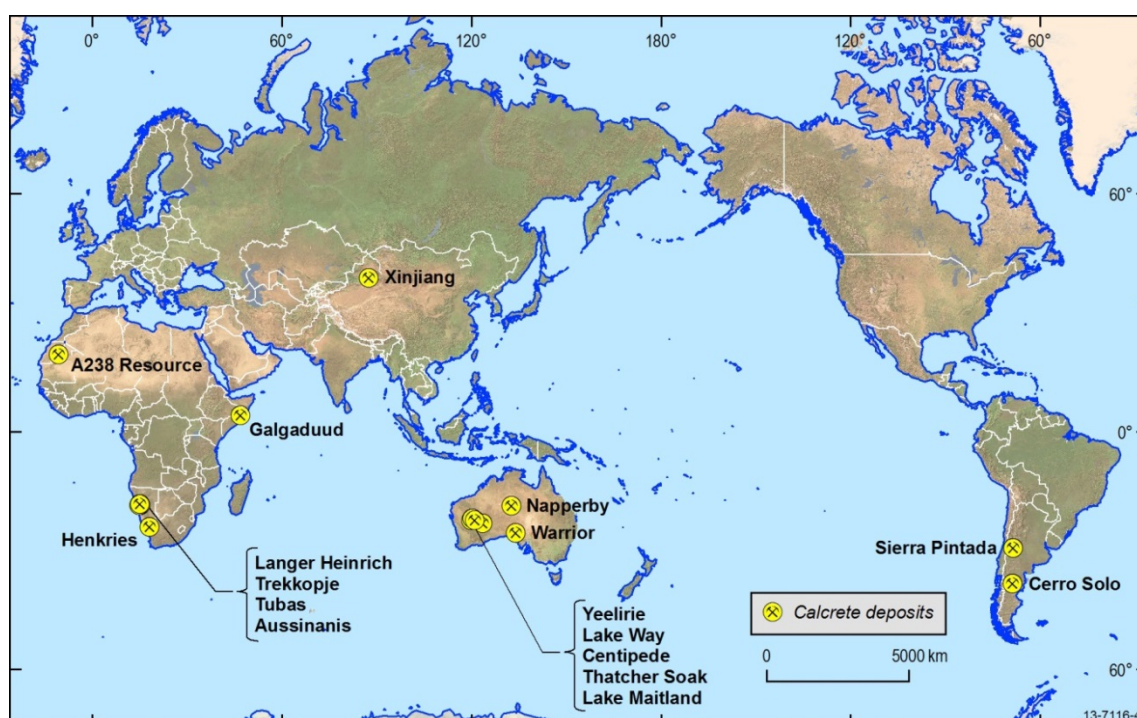 0° 60° 120° 180° 120° 60°
60°
Xinjiang
A238 Resource
Galgaduud
0°
Napperby
Warrior
Henkries
Sierra Pintada
Cerro Solo
Langer Heinrich
Trekkopje
Tubas
Aussinanis
Yeelirie
Lake Way
Centipede
Thatcher Soak
Lake Maitland
Calcrete deposits
0 5000 km
60°